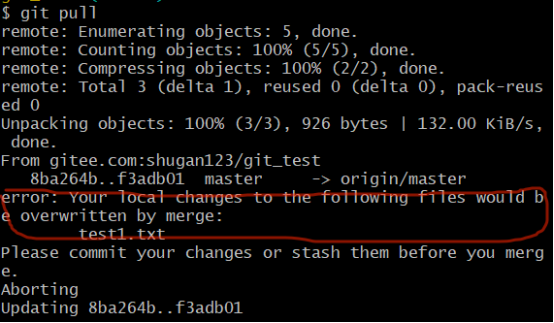 $ git pull
remote: Enumerating objects: 5, done.
remote: Counting objects: 100% (5/5), done.
remote: Compressing objects: 100% (2/2), done.
remote: Total 3 (delta 1), reused 0 (delta 0), pack-reus
ed 0
Unpacking objects: 100% (3/3), 926 bytes | 132.00 KiB/s,
 done.
From gitee.com:shugan123/git_test
   8ba264b..f3adb01  master     -> origin/master
error: Your local changes to the following files would b
e overwritten by merge:
        test1.txt
Please commit your changes or stash them before you merg
e.
Aborting
Updating 8ba264b..f3adb01